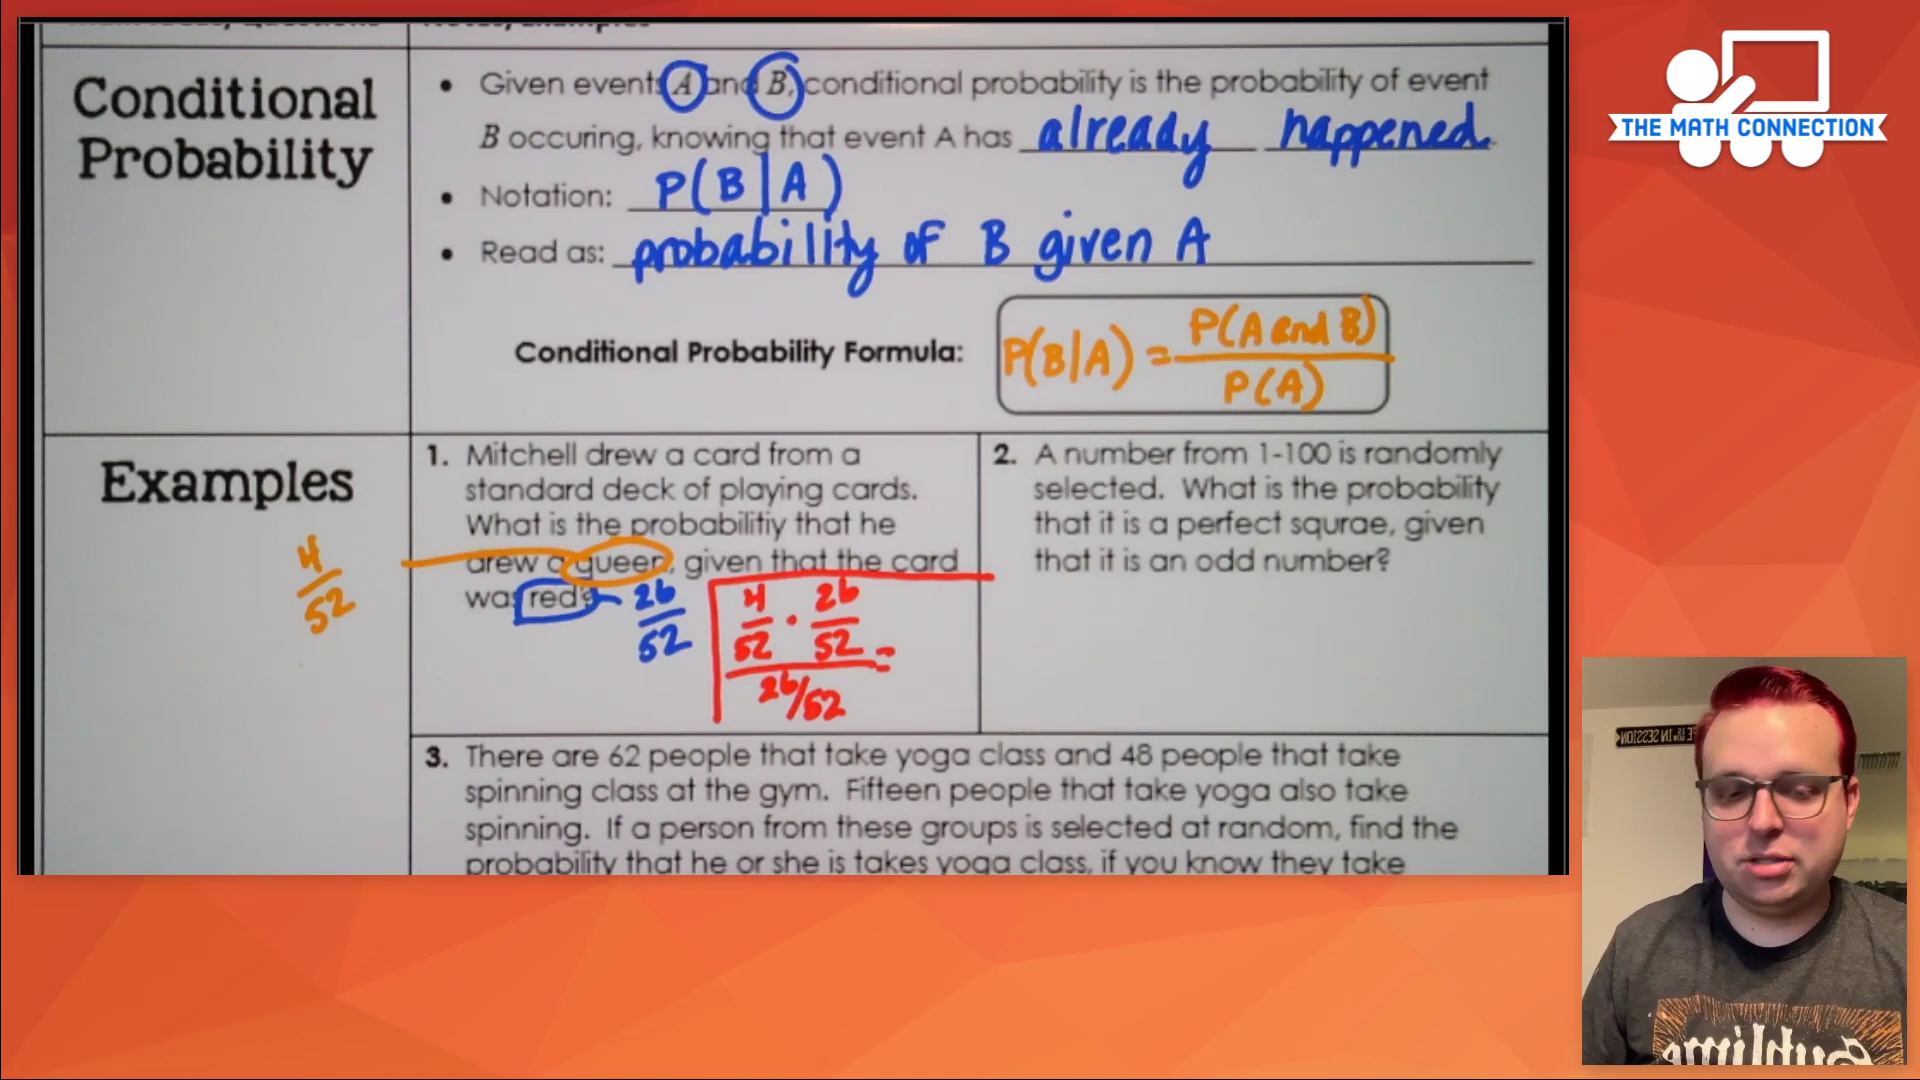 Conditional
Probability
• Given events A and B, conditional probability is the probability of event
B occuring, knowing that event A has already happened.
• Notation: P(B|A)
• Read as: probability of B given A
Conditional Probability Formula: P(B|A) = P(A and B) / P(A)
Examples
4/52
1. Mitchell drew a card from a
standard deck of playing cards.
What is the probabilitiy that he
drew a queen, given that the card
was red?
26/52
4/52 · 26/52 =
26/52
2. A number from 1-100 is randomly
selected. What is the probability
that it is a perfect squrae, given
that it is an odd number?
3. There are 62 people that take yoga class and 48 people that take
spinning class at the gym. Fifteen people that take yoga also take
spinning. If a person from these groups is selected at random, find the
probability that he or she is takes yoga class, if you know they take
THE MATH CONNECTION
IN SESSION
Sublime